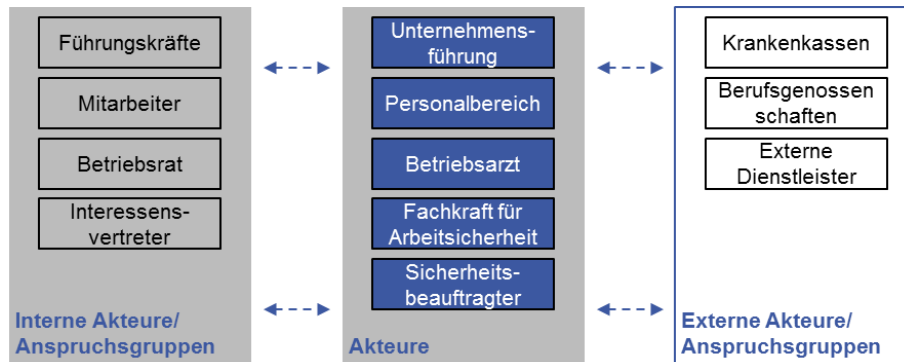 Führungskräfte
Mitarbeiter
Betriebsrat
Interessens-
vertreter
Interne Akteure/
Anspruchsgruppen
Unternehmens-
führung
Personalbereich
Betriebsarzt
Fachkraft für
Arbeitsicherheit
Sicherheits-
beauftragter
Akteure
Krankenkassen
Berufsgenossen
schaften
Externe
Dienstleister
Externe Akteure/
Anspruchsgruppen